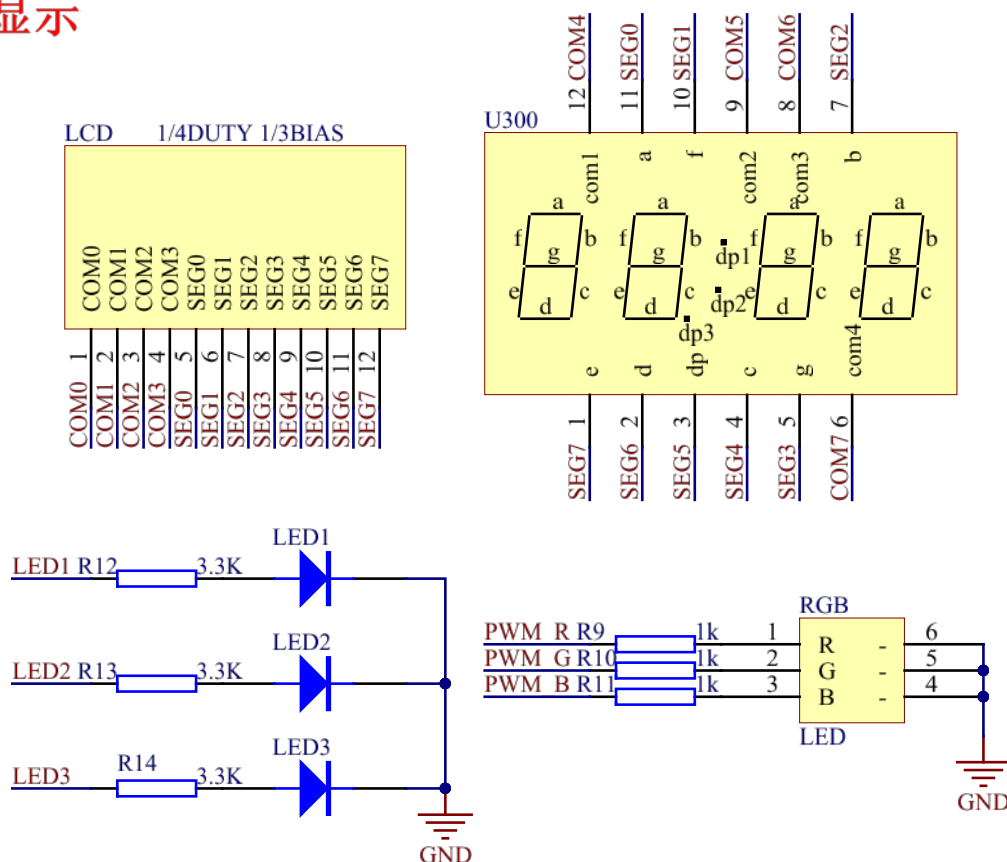 显示
LCD 1/4DUTY 1/3BIAS
COM0 COM1 COM2 COM3 SEG0 SEG1 SEG2 SEG3 SEG4 SEG5 SEG6 SEG7
1 2 3 4 5 6 7 8 9 10 11 12
COM0 COM1 COM2 COM3 SEG0 SEG1 SEG2 SEG3 SEG4 SEG5 SEG6 SEG7
COM4 SEG0 SEG1 COM5 COM6 SEG2
12 11 10 9 8 7
U300
com1 a f com2 com3 b
a a a a
f b f b f b f b
g g g g
dp1
e c e c e c e c
dp2
d d d d
dp3
e d dp c g com4
1 2 3 4 5 6
SEG7 SEG6 SEG5 SEG4 SEG3 COM7
LED1
LED1 R12 3.3K
LED2
LED2 R13 3.3K
LED3
LED3 R14 3.3K
GND
RGB
PWM_R R9 1k 1 R - 6
PWM_G R10 1k 2 G - 5
PWM_B R11 1k 3 B - 4
LED
GND